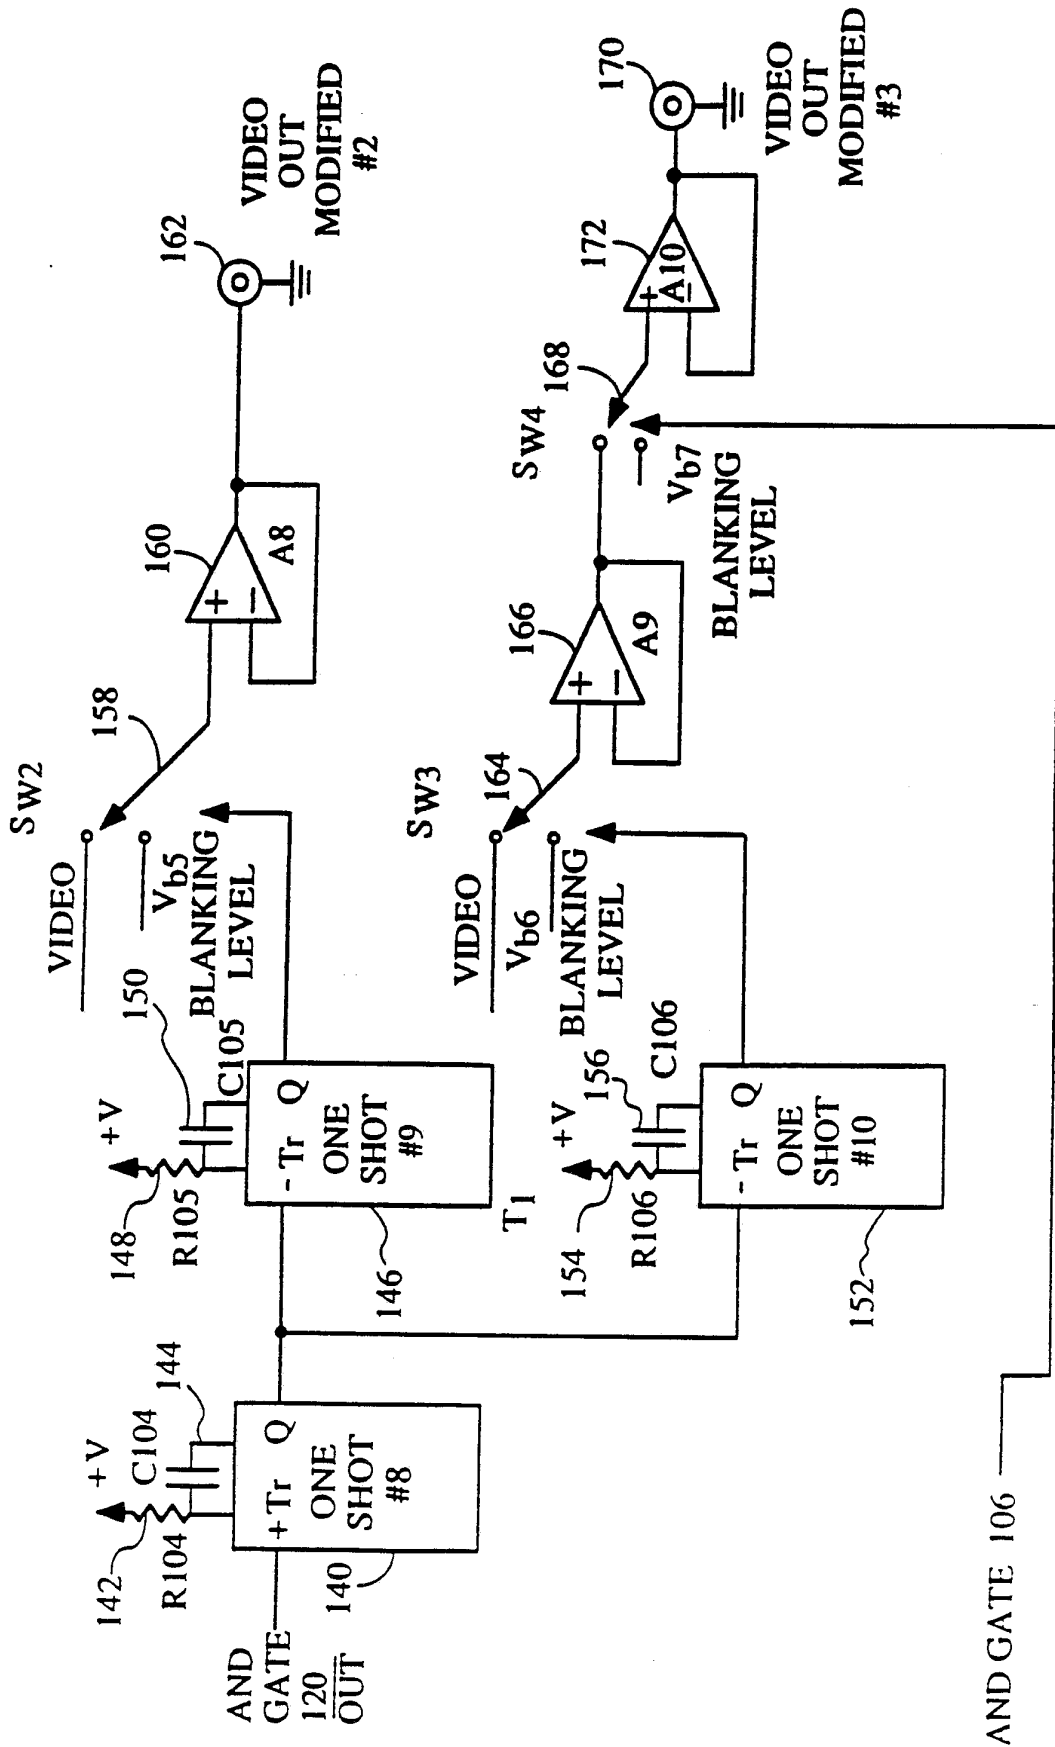 AND
GATE
120
OUT
140
142
R104
+V
C104
144
+Tr
Q
ONE
SHOT
#8
148
R105
+V
150
C105
-Tr
Q
ONE
SHOT
#9
146
T1
154
R106
+V
156
C106
-Tr
Q
ONE
SHOT
#10
152
SW2
VIDEO
Vb5
BLANKING
LEVEL
158
160
+
-
A8
162
VIDEO
OUT
MODIFIED
#2
SW3
VIDEO
Vb6
BLANKING
LEVEL
164
166
+
-
A9
SW4
168
Vb7
BLANKING
LEVEL
172
+
A10
-
170
VIDEO
OUT
MODIFIED
#3
AND GATE 106